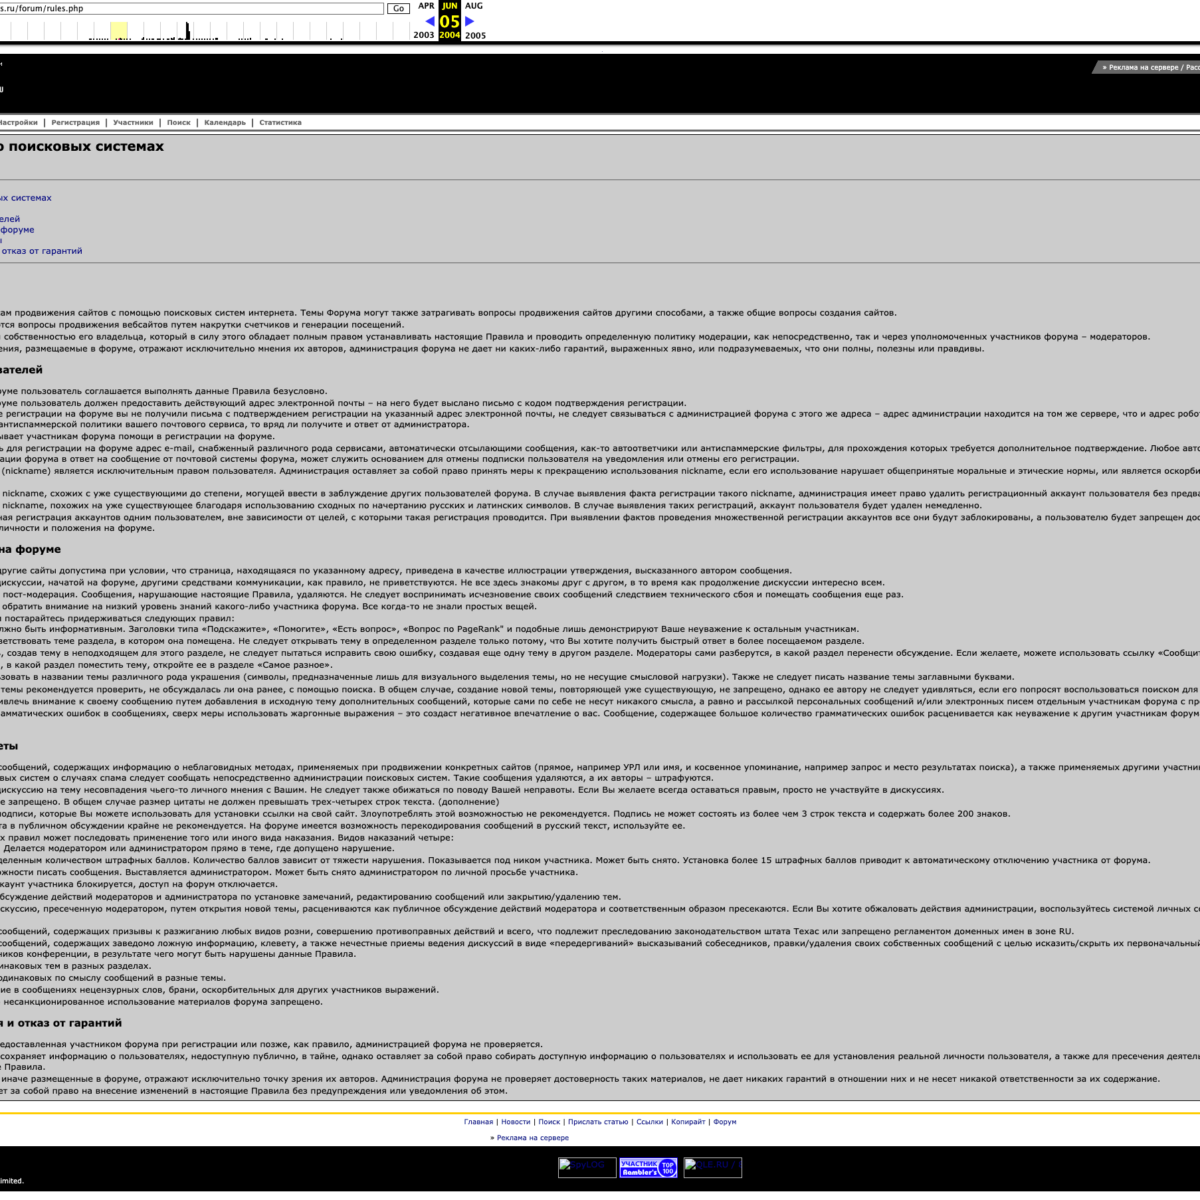 s.ru/forum/rules.php Go APR JUN AUG
05
2003 2004 2005
» Реклама на сервере / Расс
Настройки | Регистрация | Участники | Поиск | Календарь | Статистика
о поисковых системах
ых системах
елей
форуме
ы
отказ от гарантий
ам продвижения сайтов с помощью поисковых систем интернета. Темы Форума могут также затрагивать вопросы продвижения сайтов другими способами, а также общие вопросы создания сайтов.
тся вопросы продвижения вебсайтов путем накрутки счетчиков и генерации посещений.
собственностью его владельца, который в силу этого обладает полным правом устанавливать настоящие Правила и проводить определенную политику модерации, как непосредственно, так и через уполномоченных участников форума – модераторов.
ения, размещаемые в форуме, отражают исключительно мнения их авторов, администрация форума не дает ни каких-либо гарантий, выраженных явно, или подразумеваемых, что они полны, полезны или правдивы.
вателей
руме пользователь соглашается выполнять данные Правила безусловно.
руме пользователь должен предоставить действующий адрес электронной почты – на него будет выслано письмо с кодом подтверждения регистрации.
е регистрации на форуме вы не получили письма с подтверждением регистрации на указанный адрес электронной почты, не следует связываться с администрацией форума с этого же адреса – адрес администрации находится на том же сервере, что и адрес робот
антиспаммерской политики вашего почтового сервиса, то вряд ли получите и ответ от администратора.
ывает участникам форума помощи в регистрации на форуме.
ь для регистрации на форуме адрес e-mail, снабженный различного рода сервисами, автоматически отсылающими сообщения, как-то автоответчики или антиспаммерские фильтры, для прохождения которых требуется дополнительное подтверждение. Любое авто
ации форума в ответ на сообщение от почтовой системы форума, может служить основанием для отмены подписки пользователя на уведомления или отмены его регистрации.
(nickname) является исключительным правом пользователя. Администрация оставляет за собой право принять меры к прекращению использования nickname, если его использование нарушает общепринятые моральные и этические нормы, или является оскорби
nickname, схожих с уже существующими до степени, могущей ввести в заблуждение других пользователей форума. В случае выявления факта регистрации такого nickname, администрация имеет право удалить регистрационный аккаунт пользователя без предва
nickname, похожих на уже существующее благодаря использованию сходных по начертанию русских и латинских символов. В случае выявления таких регистраций, аккаунт пользователя будет удален немедленно.
ная регистрация аккаунтов одним пользователем, вне зависимости от целей, с которыми такая регистрация проводится. При выявлении фактов проведения множественной регистрации аккаунтов все они будут заблокированы, а пользователю будет запрещен дос
личности и положения на форуме.
на форуме
другие сайты допустима при условии, что страница, находящаяся по указанному адресу, приведена в качестве иллюстрации утверждения, высказанного автором сообщения.
дискуссии, начатой на форуме, другими средствами коммуникации, как правило, не приветствуются. Не все здесь знакомы друг с другом, в то время как продолжение дискуссии интересно всем.
пост-модерация. Сообщения, нарушающие настоящие Правила, удаляются. Не следует воспринимать исчезновение своих сообщений следствием технического сбоя и помещать сообщения еще раз.
обратить внимание на низкий уровень знаний какого-либо участника форума. Все когда-то не знали простых вещей.
и постарайтесь придерживаться следующих правил:
лжно быть информативным. Заголовки типа «Подскажите», «Помогите», «Есть вопрос», «Вопрос по PageRank" и подобные лишь демонстрируют Ваше неуважение к остальным участникам.
ветствовать теме раздела, в котором она помещена. Не следует открывать тему в определенном разделе только потому, что Вы хотите получить быстрый ответ в более посещаемом разделе.
, создав тему в неподходящем для этого разделе, не следует пытаться исправить свою ошибку, создавая еще одну тему в другом разделе. Модераторы сами разберутся, в какой раздел перенести обсуждение. Если желаете, можете использовать ссылку «Сообщит
, в какой раздел поместить тему, откройте ее в разделе «Самое разное».
ьзовать в названии темы различного рода украшения (символы, предназначенные лишь для визуального выделения темы, но не несущие смысловой нагрузки). Также не следует писать название темы заглавными буквами.
темы рекомендуется проверить, не обсуждалась ли она ранее, с помощью поиска. В общем случае, создание новой темы, повторяющей уже существующую, не запрещено, однако ее автору не следует удивляться, если его попросят воспользоваться поиском для
ивлечь внимание к своему сообщению путем добавления в исходную тему дополнительных сообщений, которые сами по себе не несут никакого смысла, а равно и рассылкой персональных сообщений и/или электронных писем отдельным участникам форума с пр
рамматических ошибок в сообщениях, сверх меры использовать жаргонные выражения – это создаст негативное впечатление о вас. Сообщение, содержащее большое количество грамматических ошибок расценивается как неуважение к другим участникам форум
еты
сообщений, содержащих информацию о неблаговидных методах, применяемых при продвижении конкретных сайтов (прямое, например УРЛ или имя, и косвенное упоминание, например запрос и место результатах поиска), а также применяемых другими участни
вых систем о случаях спама следует сообщать непосредственно администрации поисковых систем. Такие сообщения удаляются, а их авторы – штрафуются.
дискуссию на тему несовпадения чьего-то личного мнения с Вашим. Не следует также обижаться по поводу Вашей неправоты. Если Вы желаете всегда оставаться правым, просто не участвуйте в дискуссиях.
е запрещено. В общем случае размер цитаты не должен превышать трех-четырех строк текста. (дополнение)
подписи, которые Вы можете использовать для установки ссылки на свой сайт. Злоупотреблять этой возможностью не рекомендуется. Подпись не может состоять из более чем 3 строк текста и содержать более 200 знаков.
та в публичном обсуждении крайне не рекомендуется. На форуме имеется возможность перекодирования сообщений в русский текст, используйте ее.
х правил может последовать применение того или иного вида наказания. Видов наказаний четыре:
Делается модератором или администратором прямо в теме, где допущено нарушение.
деленным количеством штрафных баллов. Количество баллов зависит от тяжести нарушения. Показывается под ником участника. Может быть снято. Установка более 15 штрафных баллов приводит к автоматическому отключению участника от форума.
ожности писать сообщения. Выставляется администратором. Может быть снято администратором по личной просьбе участника.
каунт участника блокируется, доступ на форум отключается.
обсуждение действий модераторов и администратора по установке замечаний, редактированию сообщений или закрытию/удалению тем.
скуссию, пресеченную модератором, путем открытия новой темы, расцениваются как публичное обсуждение действий модератора и соответственным образом пресекаются. Если Вы хотите обжаловать действия администрации, воспользуйтесь системой личных со
сообщений, содержащих призывы к разжиганию любых видов розни, совершению противоправных действий и всего, что подлежит преследованию законодательством штата Техас или запрещено регламентом доменных имен в зоне RU.
сообщений, содержащих заведомо ложную информацию, клевету, а также нечестные приемы ведения дискуссий в виде «передергиваний» высказываний собеседников, правки/удаления своих собственных сообщений с целью исказить/скрыть их первоначальный
ников конференции, в результате чего могут быть нарушены данные Правила.
инаковых тем в разных разделах.
одинаковых по смыслу сообщений в разные темы.
ие в сообщениях нецензурных слов, брани, оскорбительных для других участников выражений.
несанкционированное использование материалов форума запрещено.
я и отказ от гарантий
едоставленная участником форума при регистрации или позже, как правило, администрацией форума не проверяется.
сохраняет информацию о пользователях, недоступную публично, в тайне, однако оставляет за собой право собирать доступную информацию о пользователях и использовать ее для установления реальной личности пользователя, а также для пресечения деятель
е Правила.
иначе размещенные в форуме, отражают исключительно точку зрения их авторов. Администрация форума не проверяет достоверность таких материалов, не дает никаких гарантий в отношении них и не несет никакой ответственности за их содержание.
ет за собой право на внесение изменений в настоящие Правила без предупреждения или уведомления об этом.
Главная | Новости | Поиск | Прислать статью | Ссылки | Копирайт | Форум
» Реклама на сервере
SpyLOG УЧАСТНИК Rambler's TOP 100
imited.